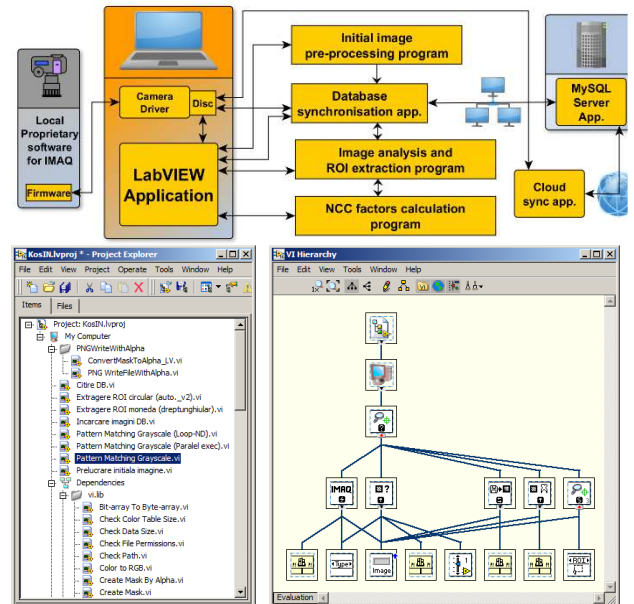 Initial image
pre-processing program
Camera
Driver
Disc
Database
synchronisation app.
MySQL
Server
App.
Local
Proprietary
software
for IMAQ
Firmware
LabVIEW
Application
Image analysis and
ROI extraction program
Cloud
sync app.
NCC factors calculation
program
KosIN.lvproj * - Project Explorer
File Edit View Project Operate Tools Window Help
Items Files
Project: KosIN.lvproj
My Computer
PNGWriteWithAlpha
ConvertMaskToAlpha_LV.vi
PNG WriteFileWithAlpha.vi
Citire DB.vi
Extragere ROI circular (auto._v2).vi
Extragere ROI moneda (dreptunghiular).vi
Incarcare imagini DB.vi
Pattern Matching Grayscale (Loop-ND).vi
Pattern Matching Grayscale (Paralel exec).vi
Pattern Matching Grayscale.vi
Prelucrare initiala imagine.vi
Dependencies
vi.lib
Bit-array To Byte-array.vi
Check Color Table Size.vi
Check Data Size.vi
Check File Permissions.vi
Check Path.vi
Color to RGB.vi
Create Mask By Alpha.vi
Create Mask.vi
VI Hierarchy
File Edit View Tools Window Help
IMAQ
Type
Image
ROI
Evaluation